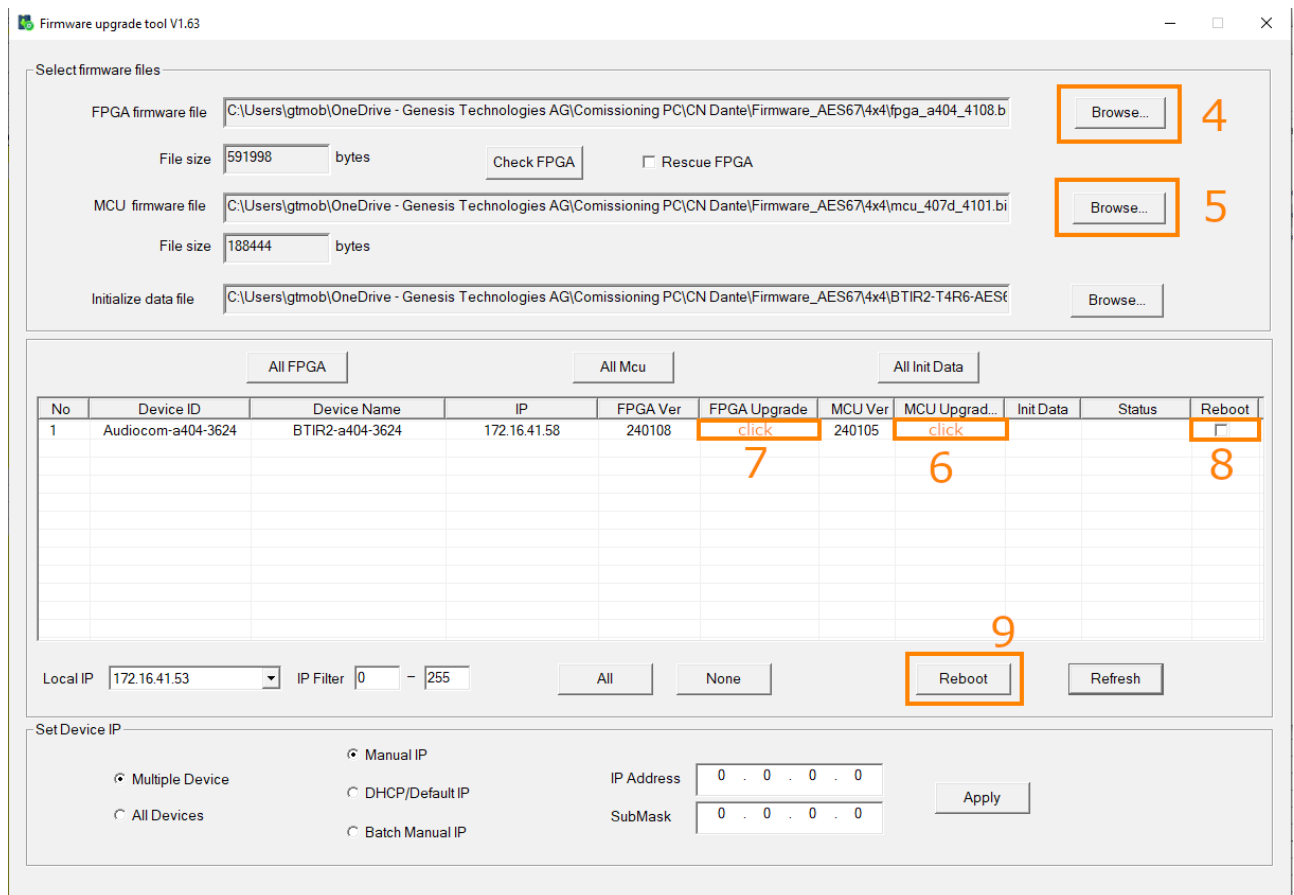 Firmware upgrade tool V1.63
Select firmware files
FPGA firmware file C:\Users\gtmob\OneDrive - Genesis Technologies AG\Comissioning PC\CN Dante\Firmware_AES67\4x4\fpga_a404_4108.b Browse... 4
File size 591998 bytes Check FPGA Rescue FPGA
MCU firmware file C:\Users\gtmob\OneDrive - Genesis Technologies AG\Comissioning PC\CN Dante\Firmware_AES67\4x4\mcu_407d_4101.bi Browse... 5
File size 188444 bytes
Initialize data file C:\Users\gtmob\OneDrive - Genesis Technologies AG\Comissioning PC\CN Dante\Firmware_AES67\4x4\BTIR2-T4R6-AES6 Browse...
All FPGA All Mcu All Init Data
No Device ID Device Name IP FPGA Ver FPGA Upgrade MCU Ver MCU Upgrad... Init Data Status Reboot
1 Audiocom-a404-3624 BTIR2-a404-3624 172.16.41.58 240108 click 240105 click
7 6 8
9
Local IP 172.16.41.53 IP Filter 0 - 255 All None Reboot Refresh
Set Device IP
Manual IP
Multiple Device IP Address 0 . 0 . 0 . 0
DHCP/Default IP Apply
All Devices SubMask 0 . 0 . 0 . 0
Batch Manual IP